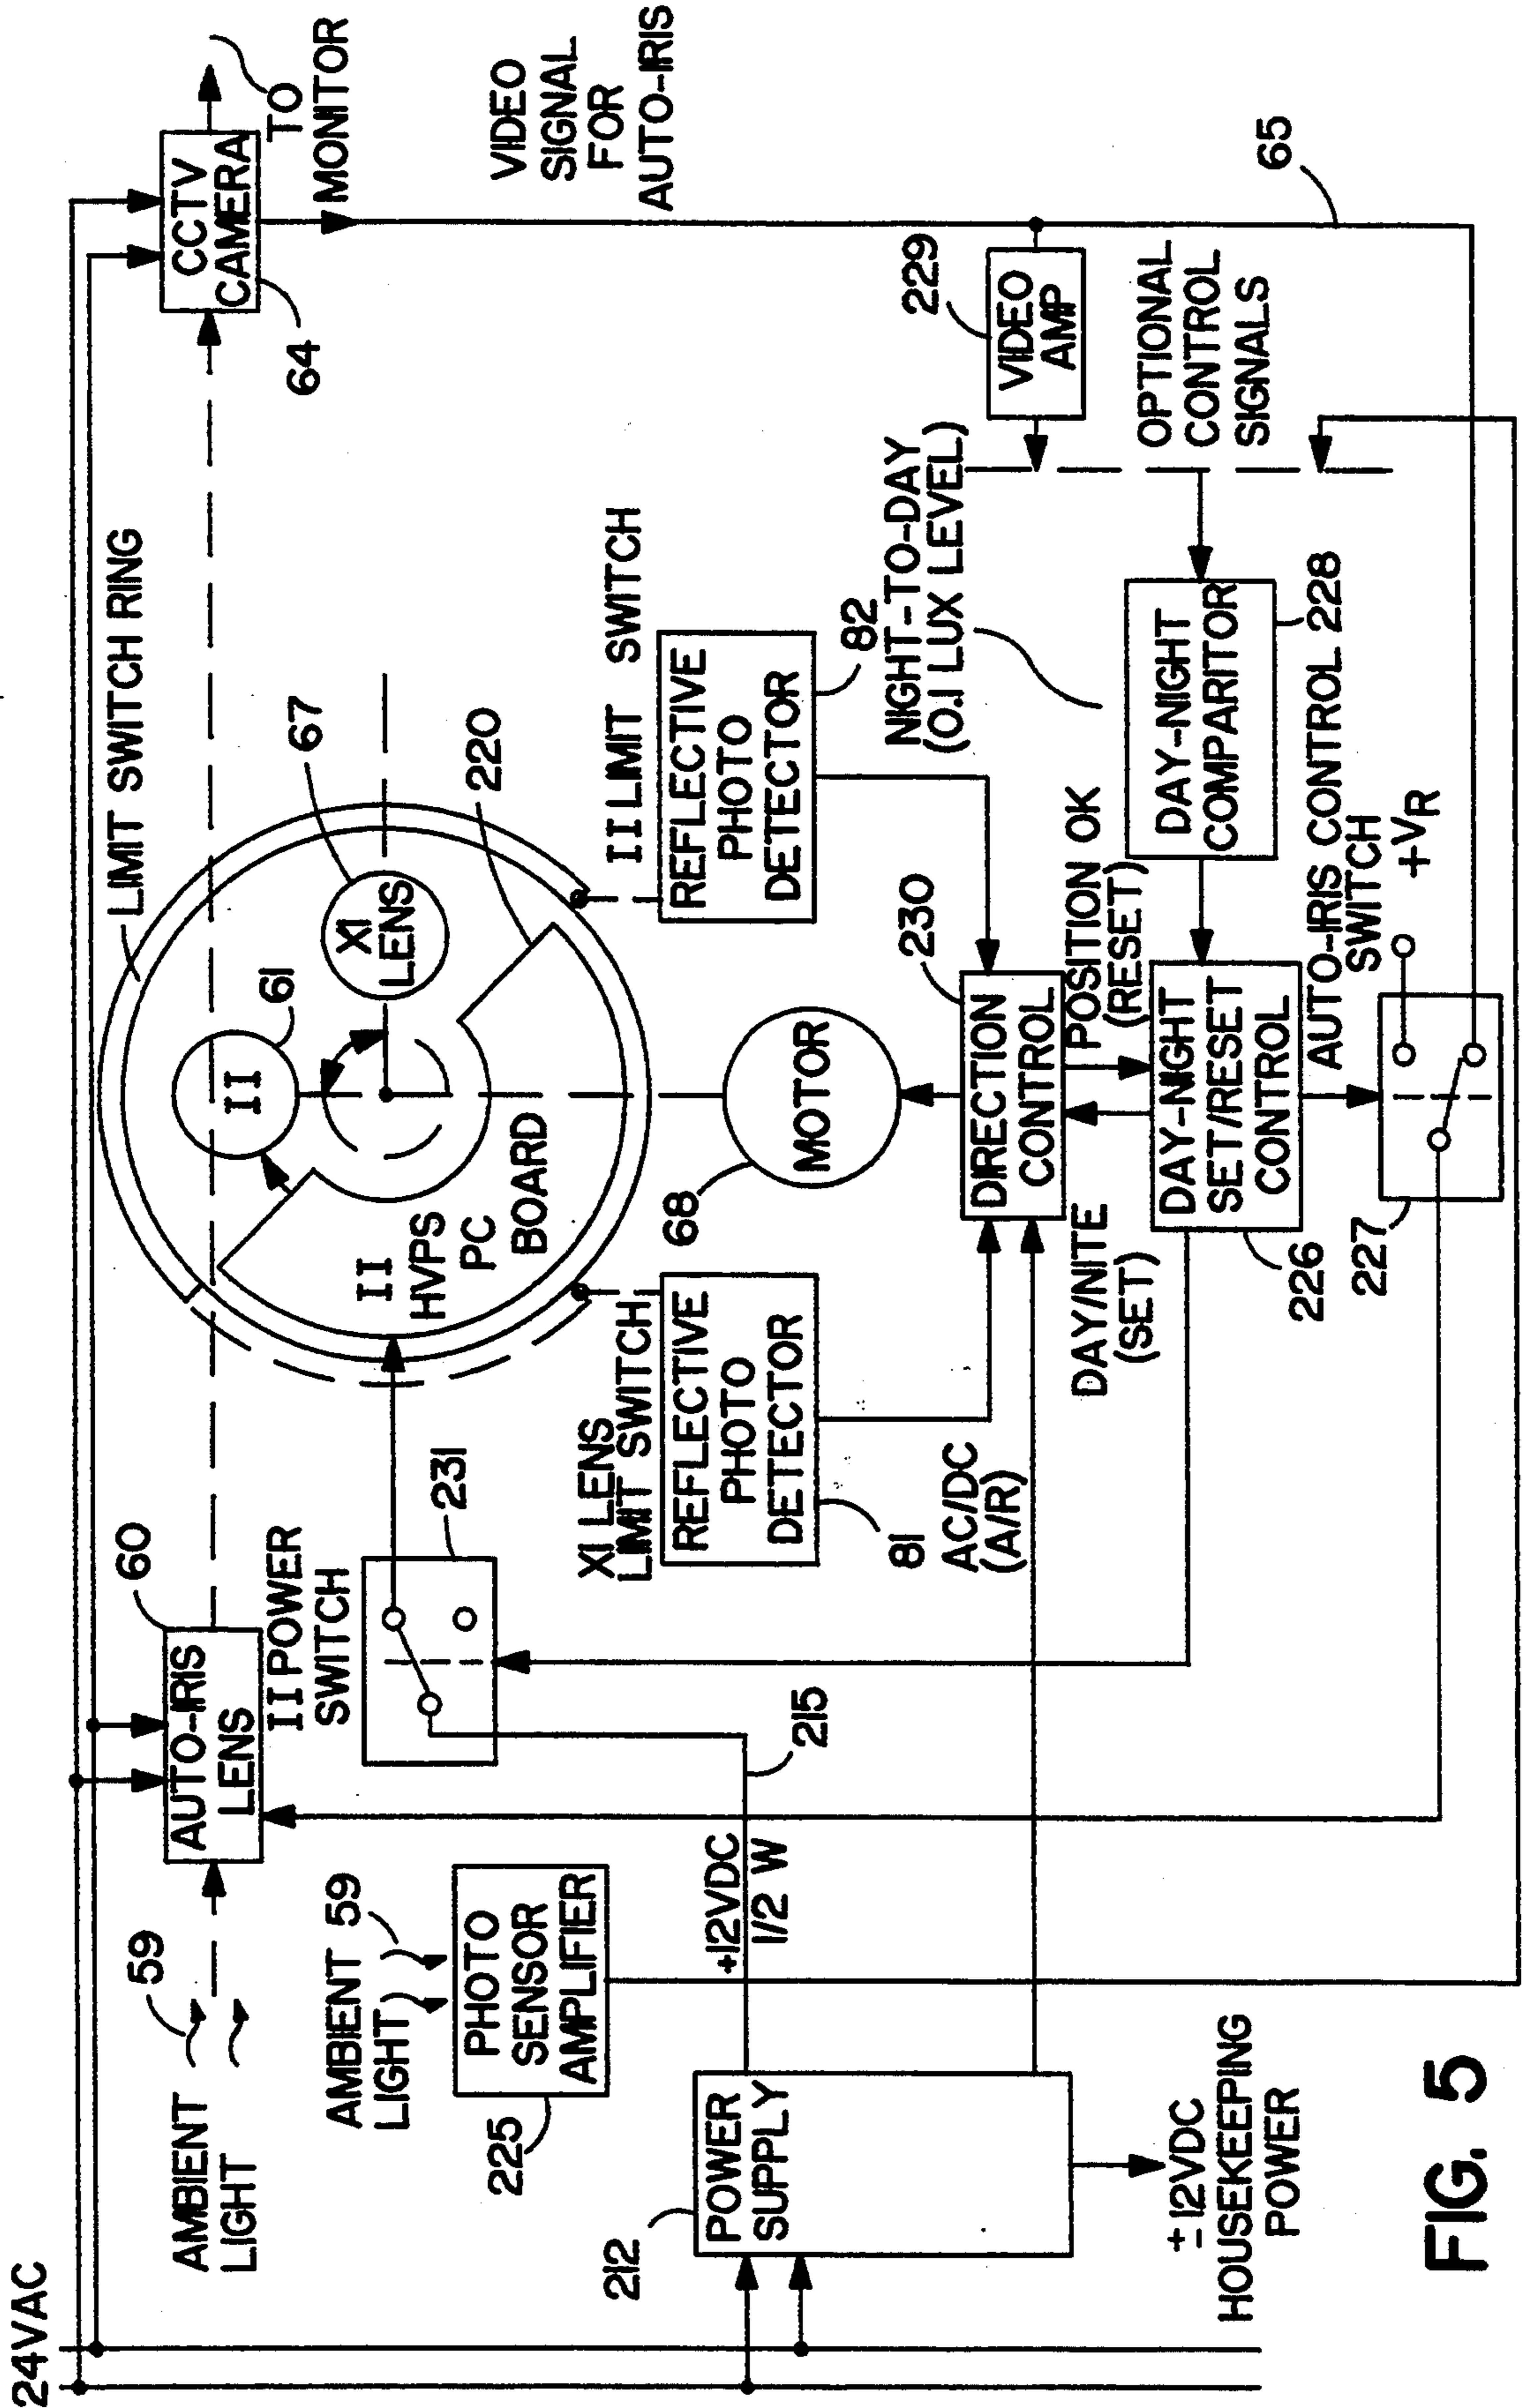 24VAC
AMBIENT
LIGHT
59
AUTO-IRIS
LENS
60
LIMIT SWITCH RING
CCTV
CAMERA
64
TO
MONITOR
VIDEO
SIGNAL
FOR
AUTO-IRIS
AMBIENT 59
LIGHT
PHOTO
SENSOR
AMPLIFIER
225
II POWER
SWITCH
231
II
61
X1
LENS
67
220
II
HVPS
PC
BOARD
+12VDC
1/2 W
215
X1 LENS
LIMIT SWITCH
REFLECTIVE
PHOTO
DETECTOR
81
MOTOR
68
II LIMIT SWITCH
REFLECTIVE
PHOTO
DETECTOR
82
NIGHT-TO-DAY
(0.1 LUX LEVEL)
VIDEO
AMP
229
212
POWER
SUPPLY
AC/DC
(A/R)
DIRECTION
CONTROL
230
DAY/NITE
(SET)
POSITION OK
(RESET)
DAY-NIGHT
SET/RESET
CONTROL
226
DAY-NIGHT
COMPARITOR
228
OPTIONAL
CONTROL
SIGNALS
65
±12VDC
HOUSEKEEPING
POWER
AUTO-IRIS CONTROL
SWITCH
+VR
227
FIG. 5